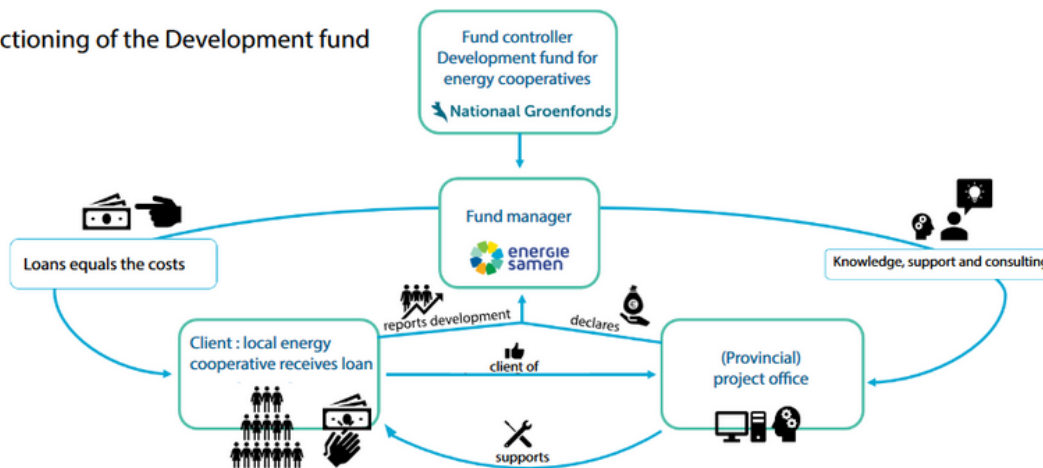 ctioning of the Development fund
Fund controller
Development fund for
energy cooperatives
Nationaal Groenfonds
Fund manager
energie
samen
Loans equals the costs
Knowledge, support and consulting
reports development
declares
Client : local energy
cooperative receives loan
client of
(Provincial)
project office
supports